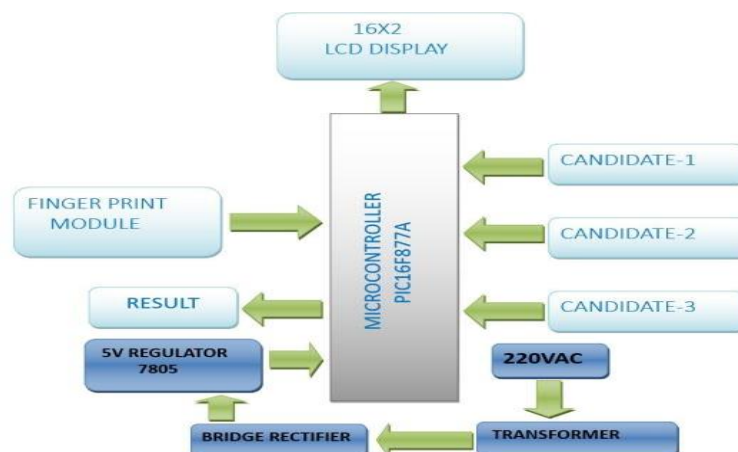 16X2
LCD DISPLAY
CANDIDATE-1
FINGER PRINT
MODULE
MICROCONTROLLER
PIC16F877A
CANDIDATE-2
RESULT
CANDIDATE-3
5V REGULATOR
7805
220VAC
BRIDGE RECTIFIER
TRANSFORMER